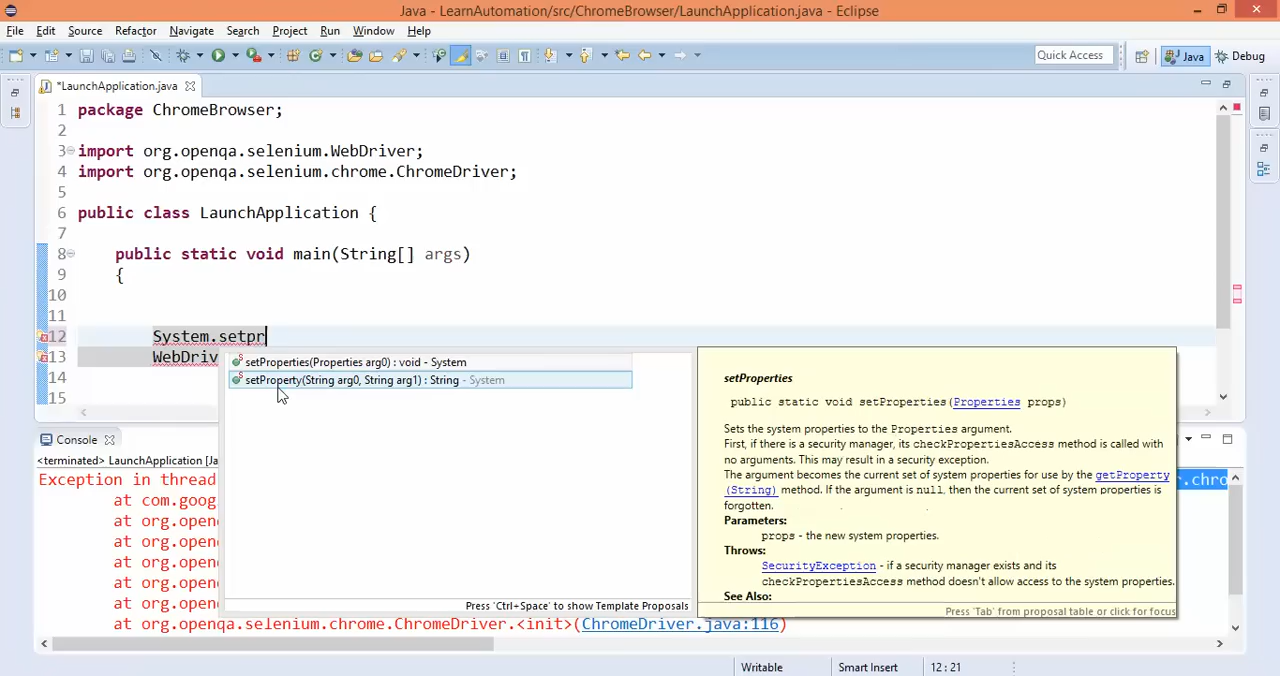 Java - LearnAutomation/src/ChromeBrowser/LaunchApplication.java - Eclipse
File Edit Source Refactor Navigate Search Project Run Window Help
Quick Access Java Debug
*LaunchApplication.java
1 package ChromeBrowser;
2
3 import org.openqa.selenium.WebDriver;
4 import org.openqa.selenium.chrome.ChromeDriver;
5
6 public class LaunchApplication {
7
8 public static void main(String[] args)
9 {
10
11
12 System.setpr
13 WebDriv
14
15
setProperties(Properties arg0) : void - System
setProperty(String arg0, String arg1) : String - System
Press 'Ctrl+Space' to show Template Proposals
setProperties
public static void setProperties(Properties props)
Sets the system properties to the Properties argument.
First, if there is a security manager, its checkPropertiesAccess method is called with
no arguments. This may result in a security exception.
The argument becomes the current set of system properties for use by the getProperty
(String) method. If the argument is null, then the current set of system properties is
forgotten.
Parameters:
props - the new system properties.
Throws:
SecurityException - if a security manager exists and its
checkPropertiesAccess method doesn't allow access to the system properties.
See Also:
Press 'Tab' from proposal table or click for focus
Console
<terminated> LaunchApplication [Ja
Exception in thread
r.chro
at com.goog
at org.openq
at org.openq
at org.openq
at org.openq
at org.openq
at org.openqa.selenium.chrome.ChromeDriver.<init>(ChromeDriver.java:116)
Writable Smart Insert 12 : 21